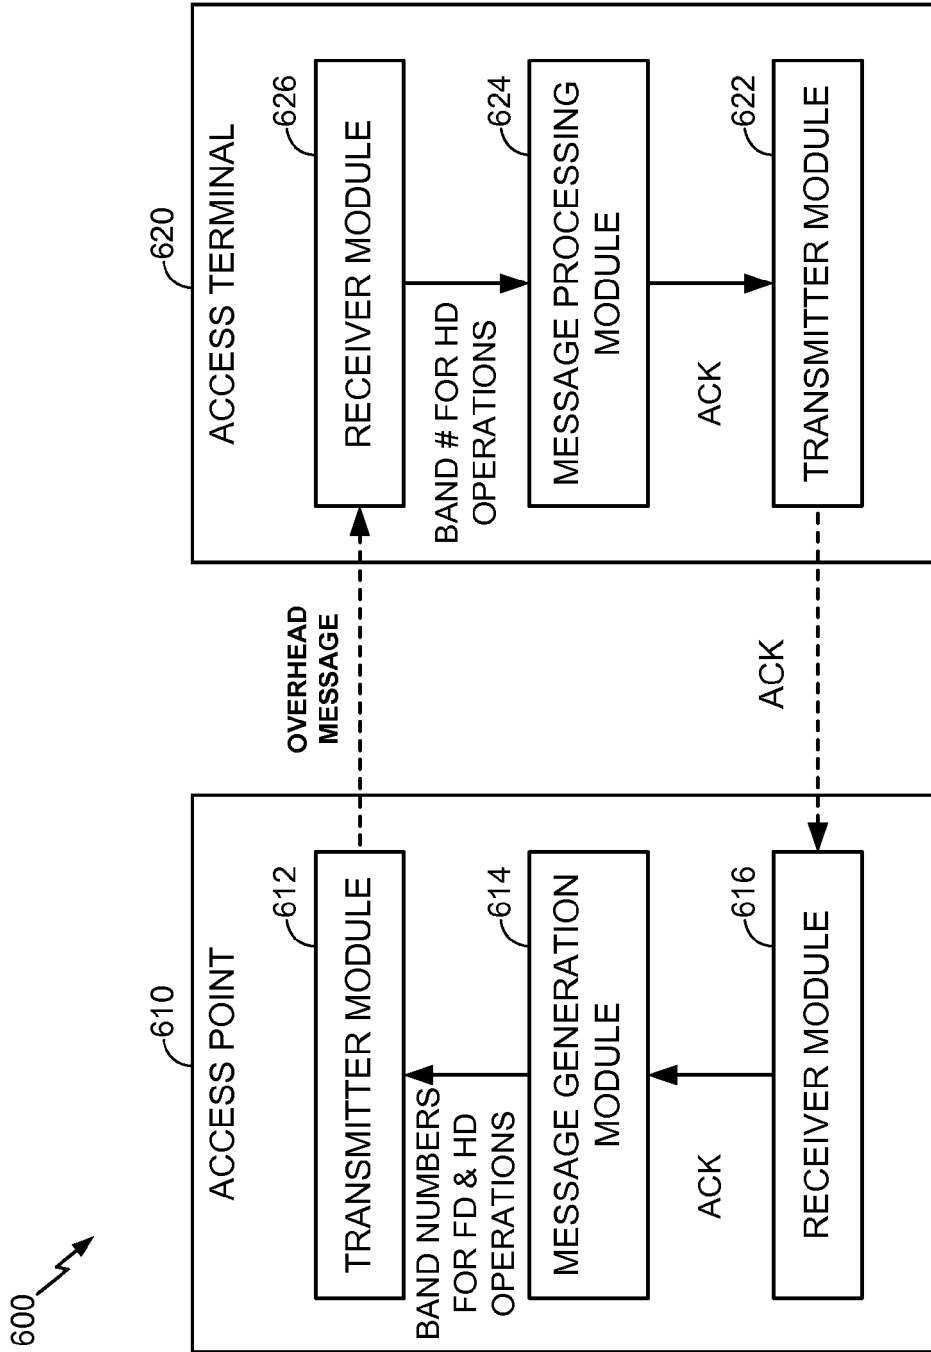 600
610
ACCESS POINT
612
TRANSMITTER MODULE
BAND NUMBERS
FOR FD & HD
OPERATIONS
614
MESSAGE GENERATION
MODULE
ACK
616
RECEIVER MODULE
OVERHEAD
MESSAGE
ACK
620
ACCESS TERMINAL
626
RECEIVER MODULE
BAND # FOR HD
OPERATIONS
624
MESSAGE PROCESSING
MODULE
ACK
622
TRANSMITTER MODULE